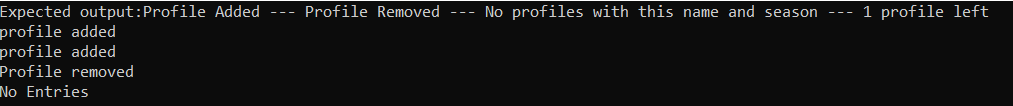 Expected output:Profile Added --- Profile Removed --- No profiles with this name and season --- 1 profile left
profile added
profile added
Profile removed
No Entries